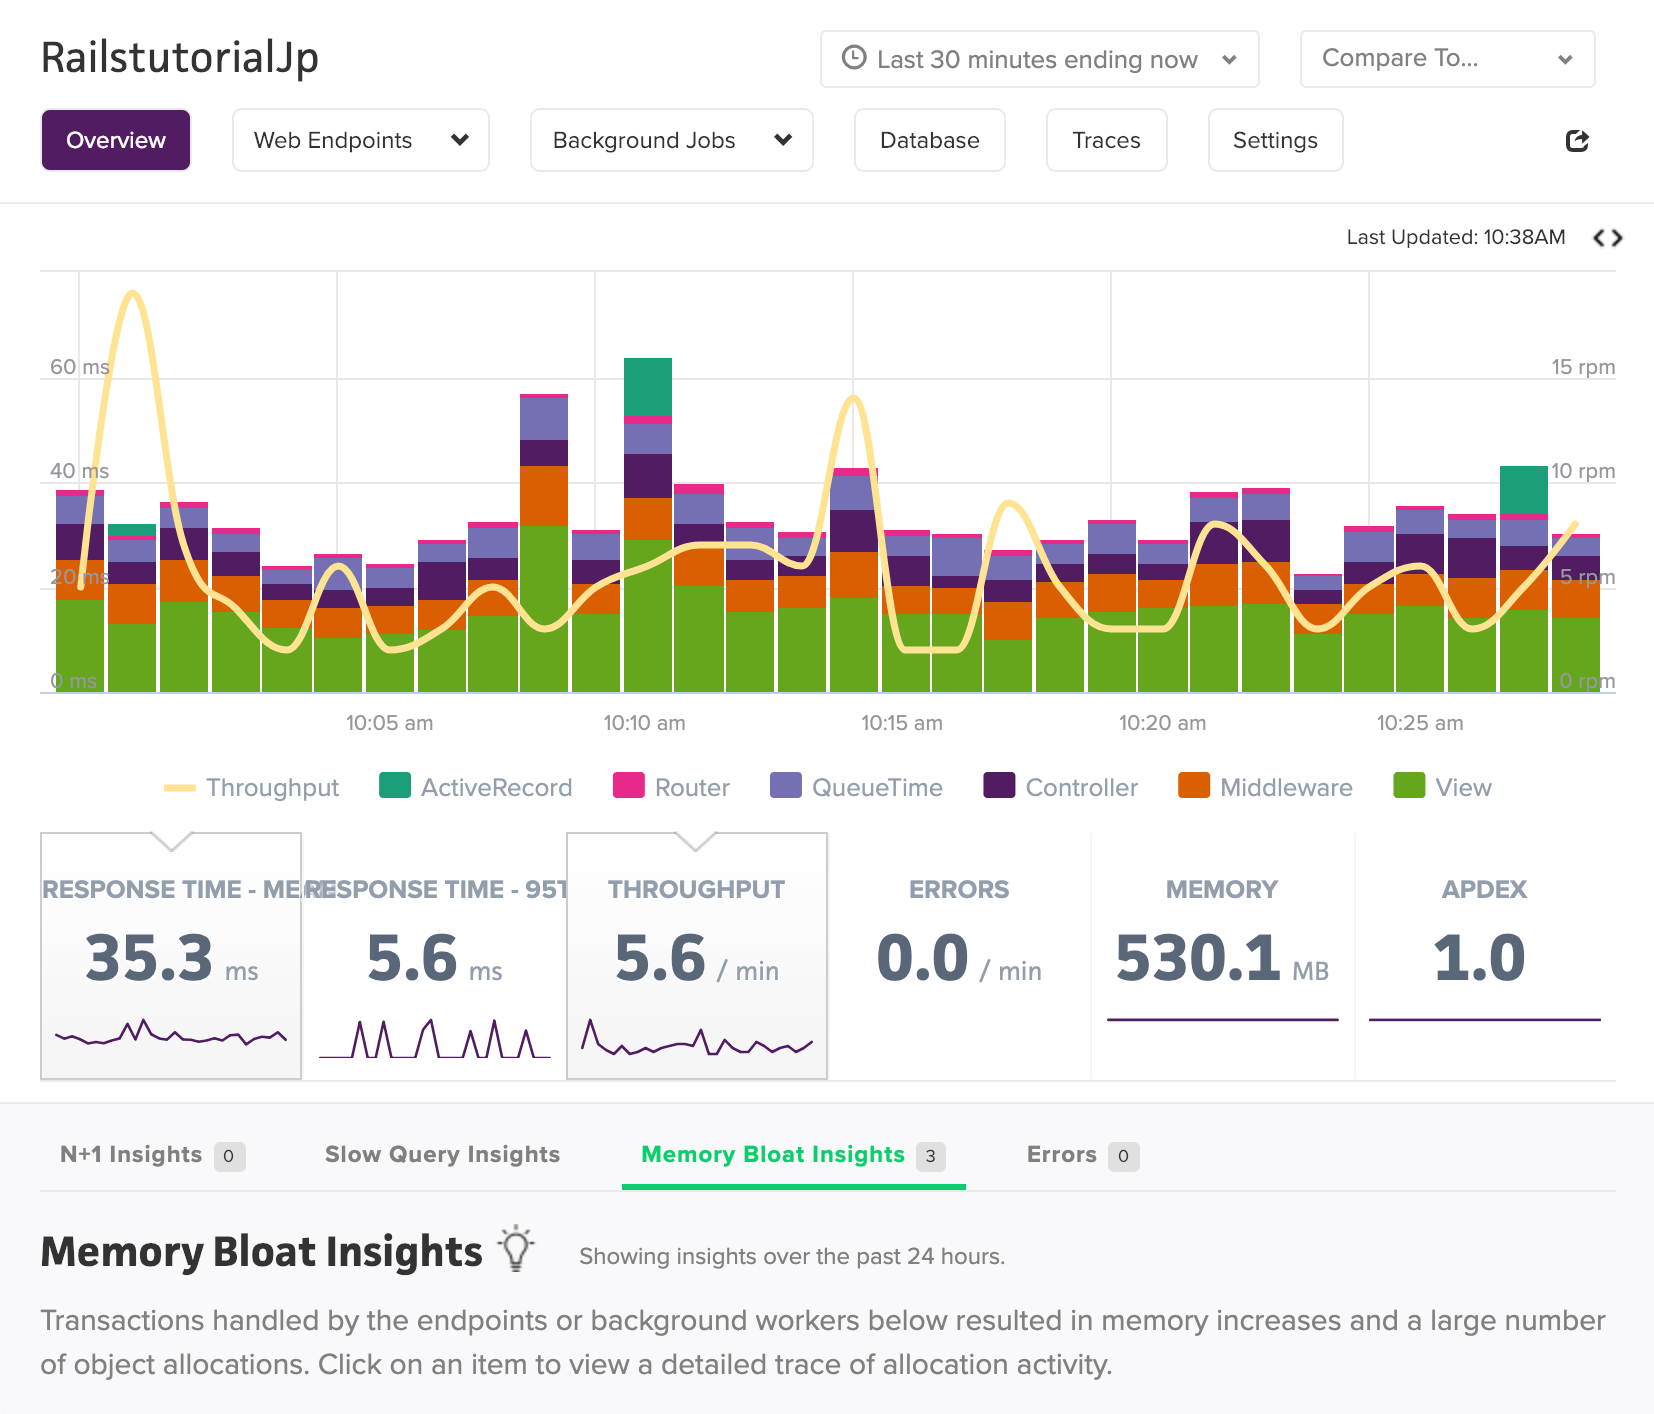 RailstutorialJp
Last 30 minutes ending now
Compare To...
Overview
Web Endpoints
Background Jobs
Database
Traces
Settings
Last Updated: 10:38AM
60 ms
15 rpm
40 ms
10 rpm
20 ms
5 rpm
0 ms
0 rpm
10:05 am
10:10 am
10:15 am
10:20 am
10:25 am
Throughput
ActiveRecord
Router
QueueTime
Controller
Middleware
View
RESPONSE TIME - ME
RESPONSE TIME - 95T
THROUGHPUT
ERRORS
MEMORY
APDEX
35.3 ms
5.6 ms
5.6 / min
0.0 / min
530.1 MB
1.0
N+1 Insights 0
Slow Query Insights
Memory Bloat Insights 3
Errors 0
Memory Bloat Insights
Showing insights over the past 24 hours.
Transactions handled by the endpoints or background workers below resulted in memory increases and a large number
of object allocations. Click on an item to view a detailed trace of allocation activity.